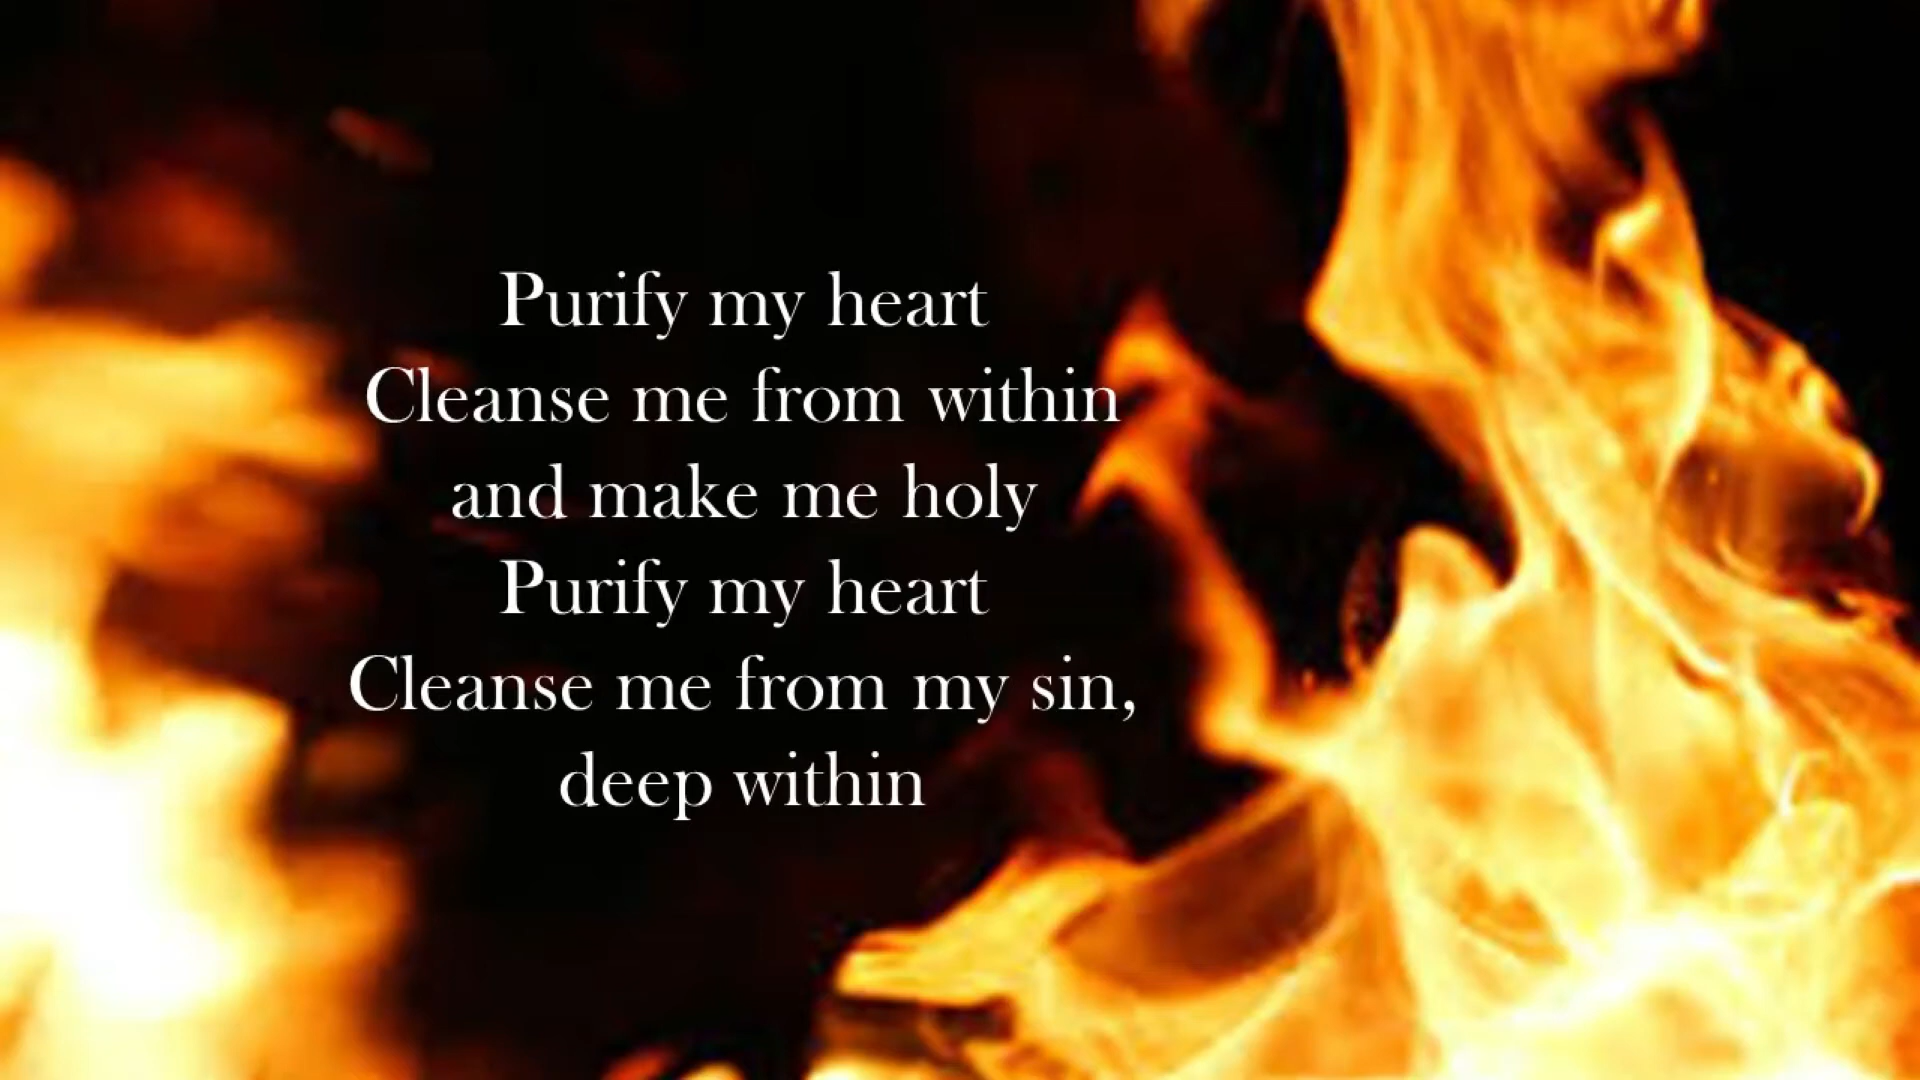 Purify my heart
Cleanse me from within
and make me holy
Purify my heart
Cleanse me from my sin,
deep within